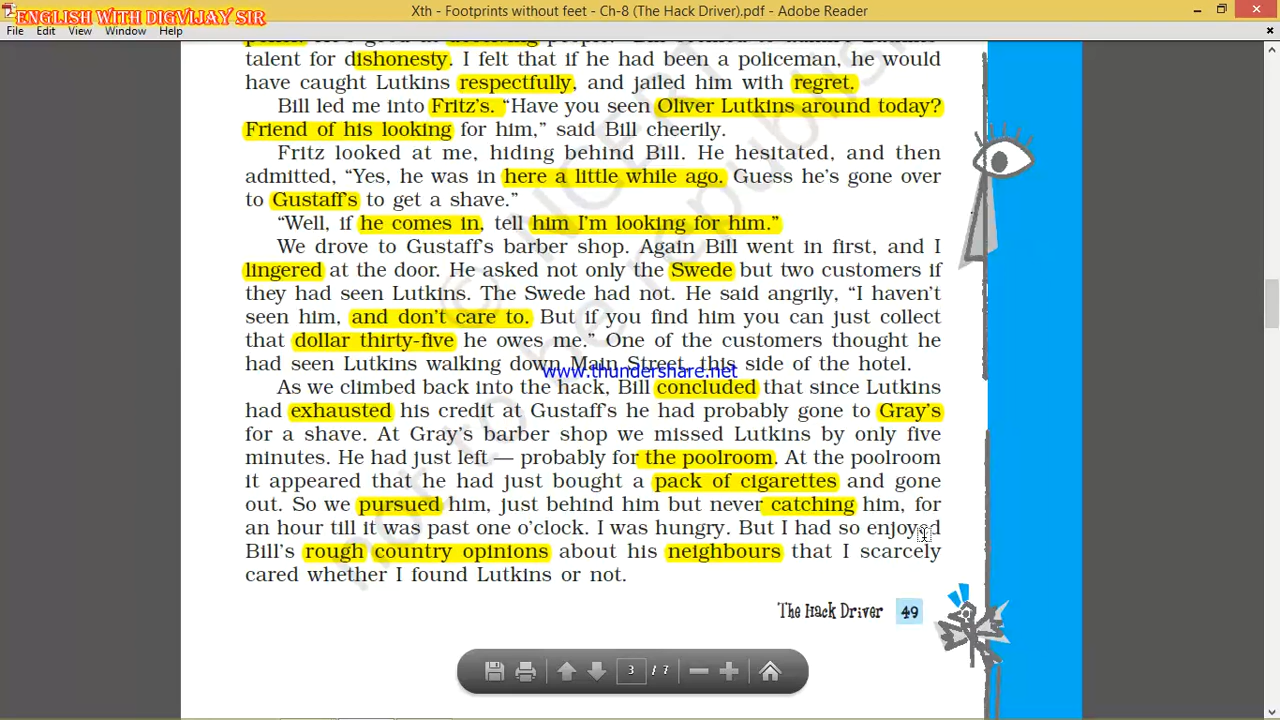 ENGLISH WITH DIGVIJAY SIR
Xth - Footprints without feet - Ch-8 (The Hack Driver).pdf - Adobe Reader
File Edit View Window Help
talent for dishonesty. I felt that if he had been a policeman, he would
have caught Lutkins respectfully, and jailed him with regret.
Bill led me into Fritz's. “Have you seen Oliver Lutkins around today?
Friend of his looking for him,” said Bill cheerily.
Fritz looked at me, hiding behind Bill. He hesitated, and then
admitted, “Yes, he was in here a little while ago. Guess he's gone over
to Gustaff's to get a shave.”
“Well, if he comes in, tell him I'm looking for him.”
We drove to Gustaff's barber shop. Again Bill went in first, and I
lingered at the door. He asked not only the Swede but two customers if
they had seen Lutkins. The Swede had not. He said angrily, “I haven't
seen him, and don't care to. But if you find him you can just collect
that dollar thirty-five he owes me.” One of the customers thought he
had seen Lutkins walking down Main Street, this side of the hotel.
www.thundershare.net
As we climbed back into the hack, Bill concluded that since Lutkins
had exhausted his credit at Gustaff's he had probably gone to Gray's
for a shave. At Gray's barber shop we missed Lutkins by only five
minutes. He had just left — probably for the poolroom. At the poolroom
it appeared that he had just bought a pack of cigarettes and gone
out. So we pursued him, just behind him but never catching him, for
an hour till it was past one o'clock. I was hungry. But I had so enjoyed
Bill's rough country opinions about his neighbours that I scarcely
cared whether I found Lutkins or not.
The Hack Driver 49
3 / 7